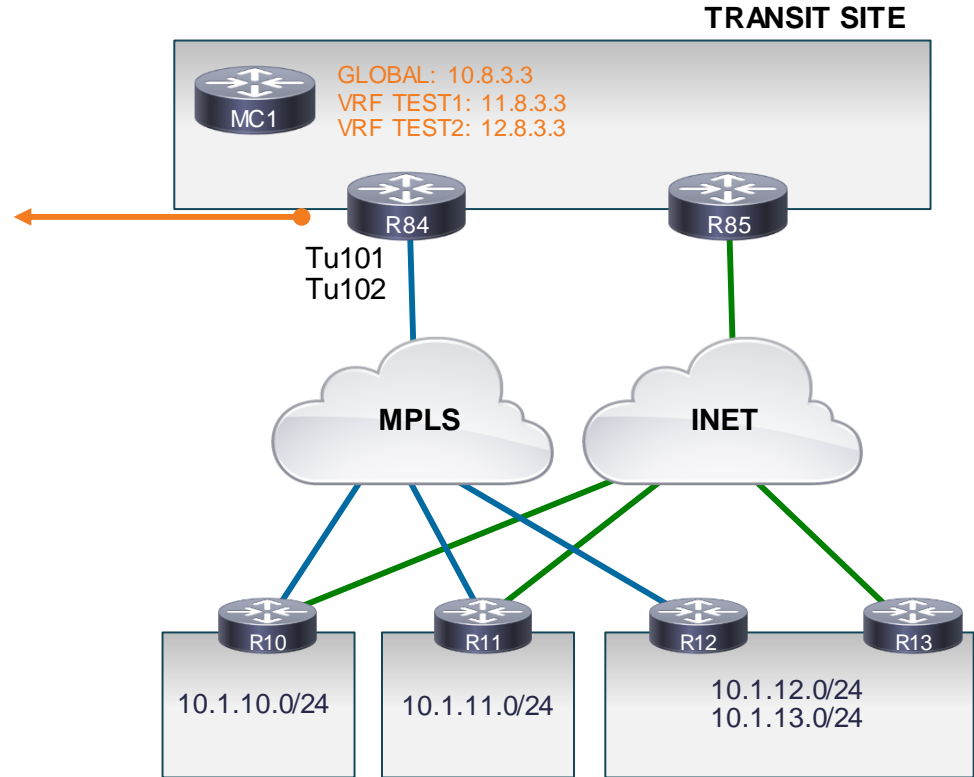 TRANSIT SITE
MC1
GLOBAL: 10.8.3.3
VRF TEST1: 11.8.3.3
VRF TEST2: 12.8.3.3
R84
R85
Tu101
Tu102
MPLS
INET
R10
R11
R12
R13
10.1.10.0/24
10.1.11.0/24
10.1.12.0/24
10.1.13.0/24